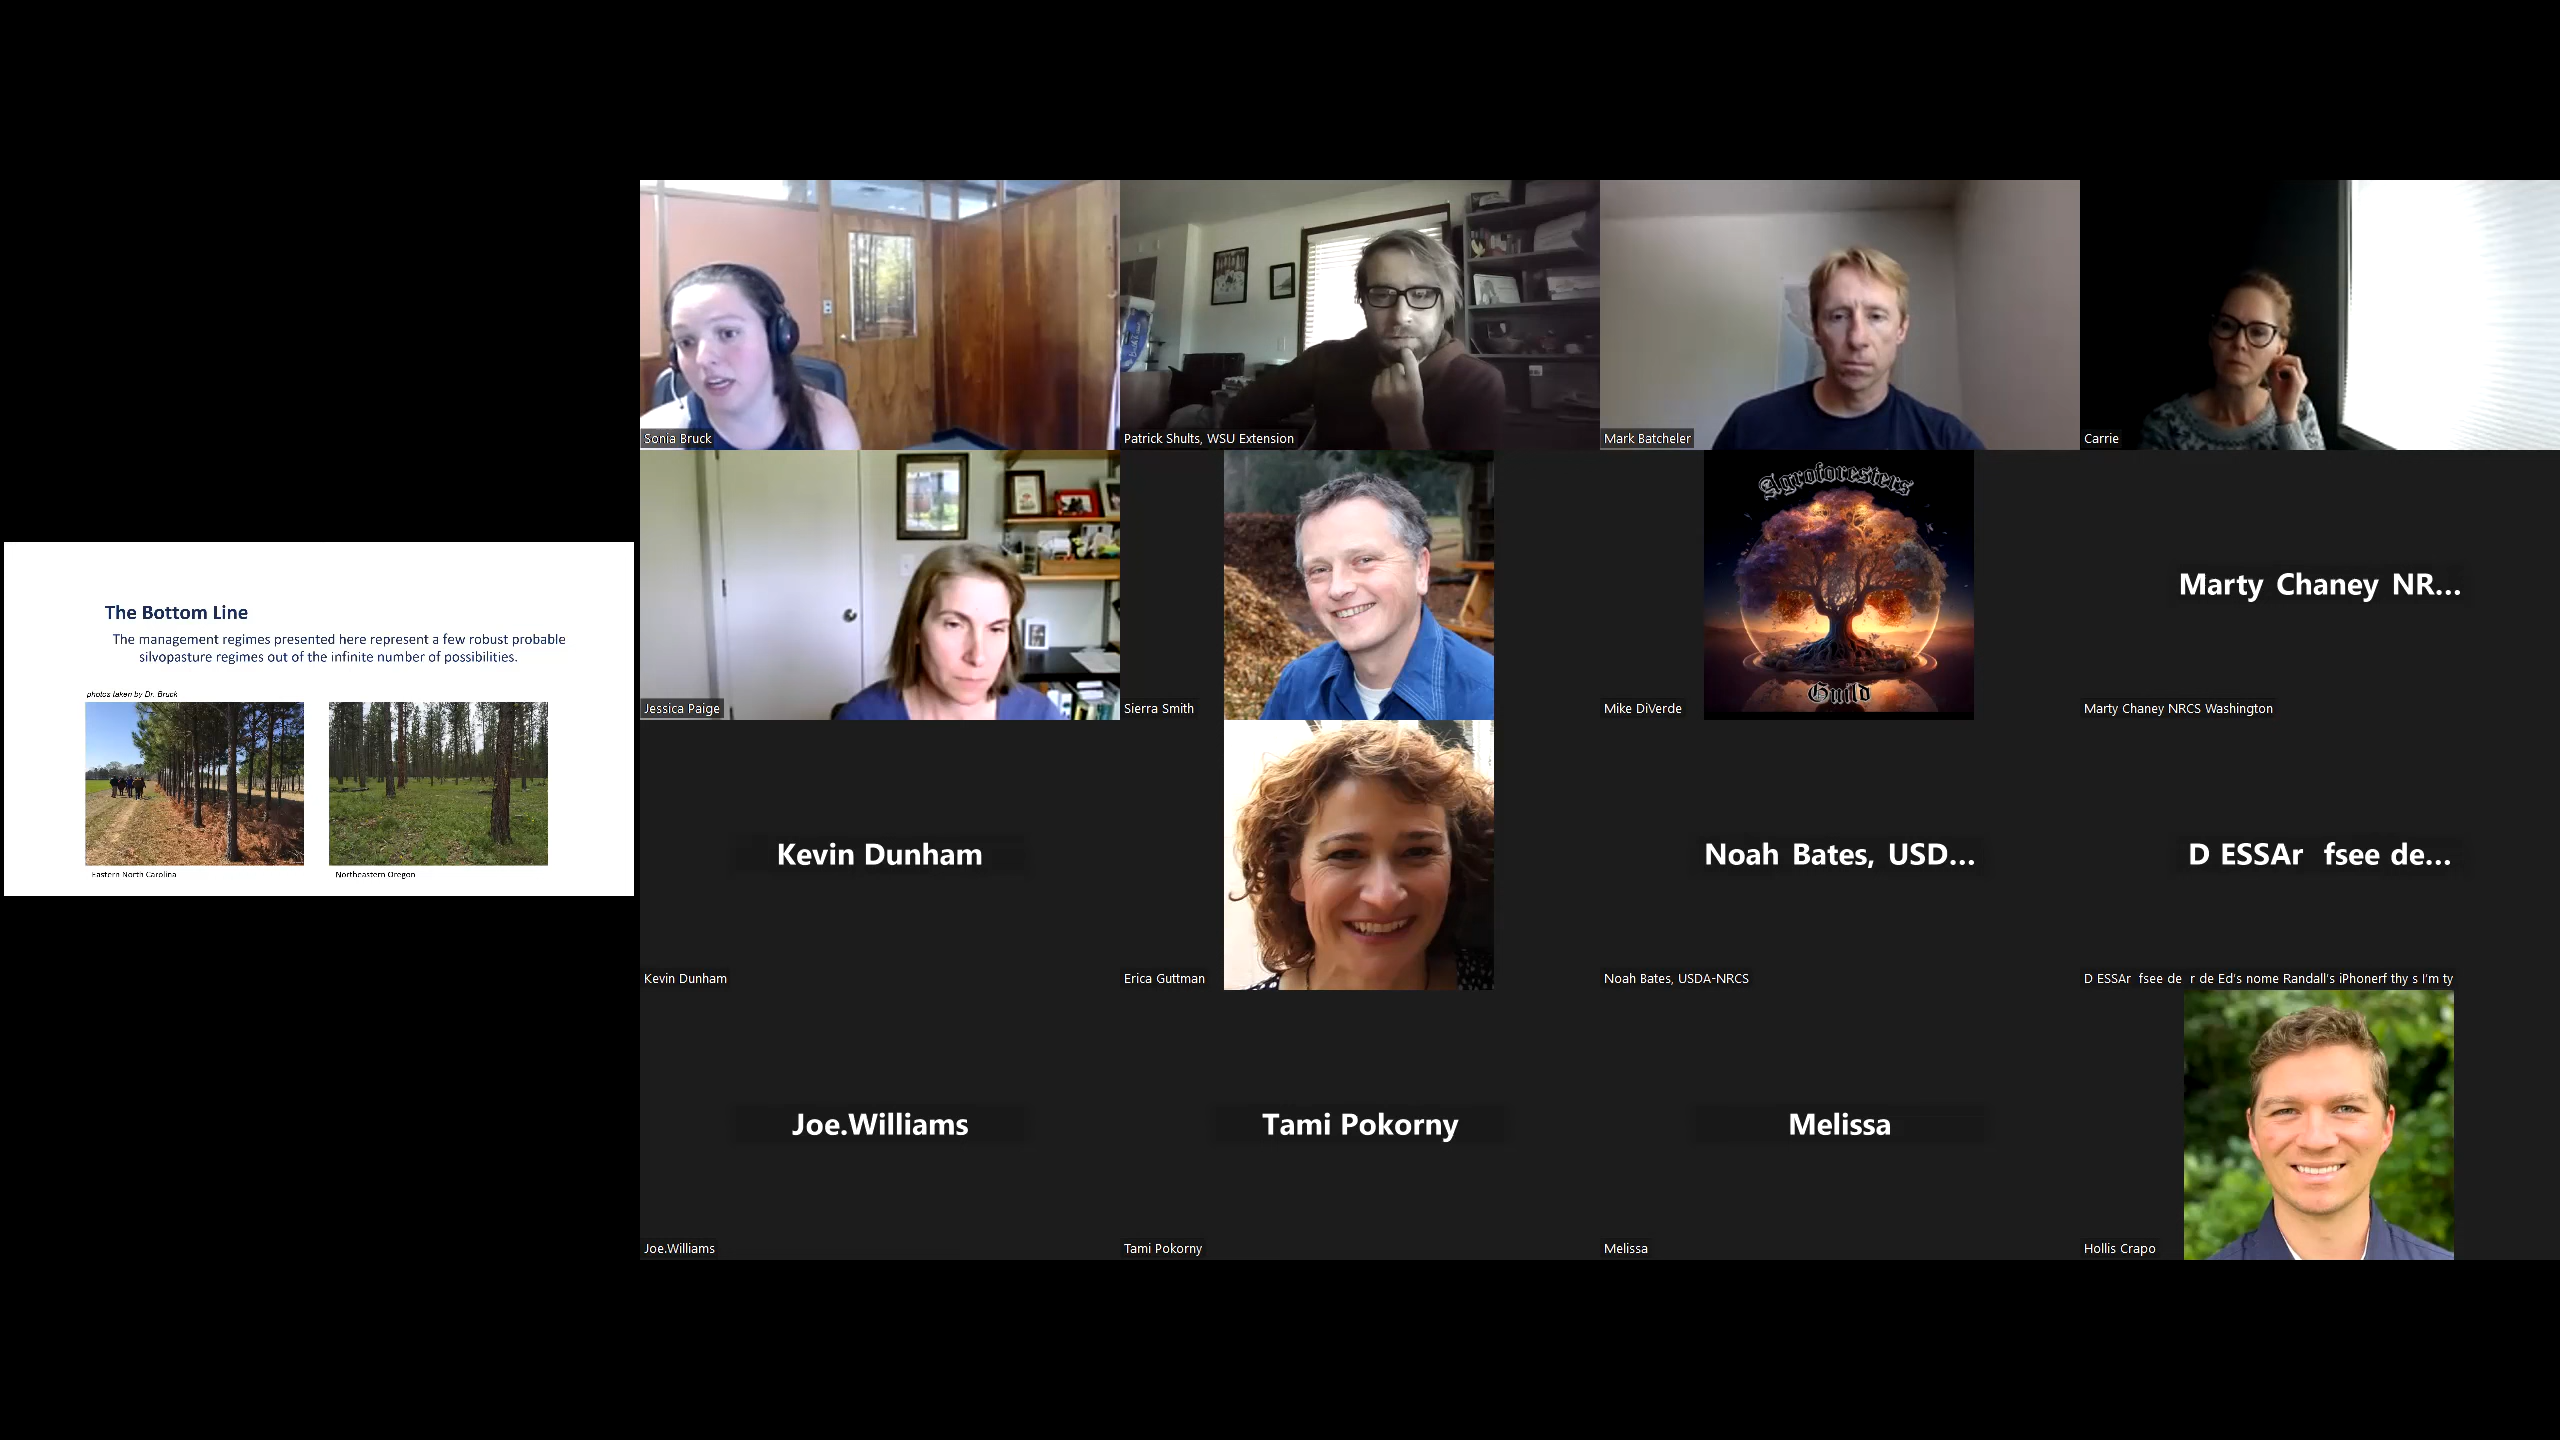 The Bottom Line
The management regimes presented here represent a few robust probable
silvopasture regimes out of the infinite number of possibilities.
photos taken by Dr. Bruck
Eastern North Carolina
Northeastern Oregon
Sonia Bruck
Patrick Shults, WSU Extension
Mark Batcheler
Carrie
Jessica Paige
Sierra Smith
Agroforesters
Guild
Mike DiVerde
Marty Chaney NR...
Marty Chaney NRCS Washington
Kevin Dunham
Kevin Dunham
Erica Guttman
Noah Bates, USD...
Noah Bates, USDA-NRCS
D ESSAr fsee de...
D ESSAr fsee de r de Ed's nome Randall's iPhonerf thy s I'm ty
Joe.Williams
Joe.Williams
Tami Pokorny
Tami Pokorny
Melissa
Melissa
Hollis Crapo